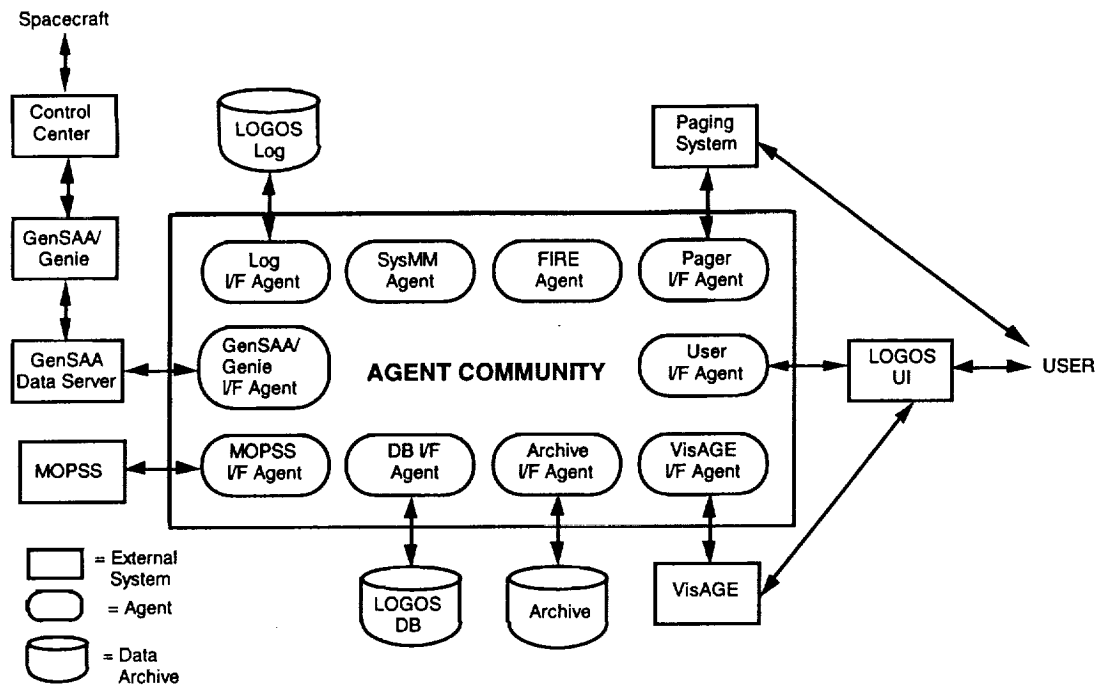 Spacecraft
Control
Center
LOGOS
Log
Paging
System
GenSAA/
Genie
Log
I/F Agent
SysMM
Agent
FIRE
Agent
Pager
I/F Agent
GenSAA
Data Server
GenSAA/
Genie
I/F Agent
AGENT COMMUNITY
User
I/F Agent
LOGOS
UI
USER
MOPSS
MOPSS
I/F Agent
DB I/F
Agent
Archive
I/F Agent
VisAGE
I/F Agent
= External
System
= Agent
= Data
Archive
LOGOS
DB
Archive
VisAGE